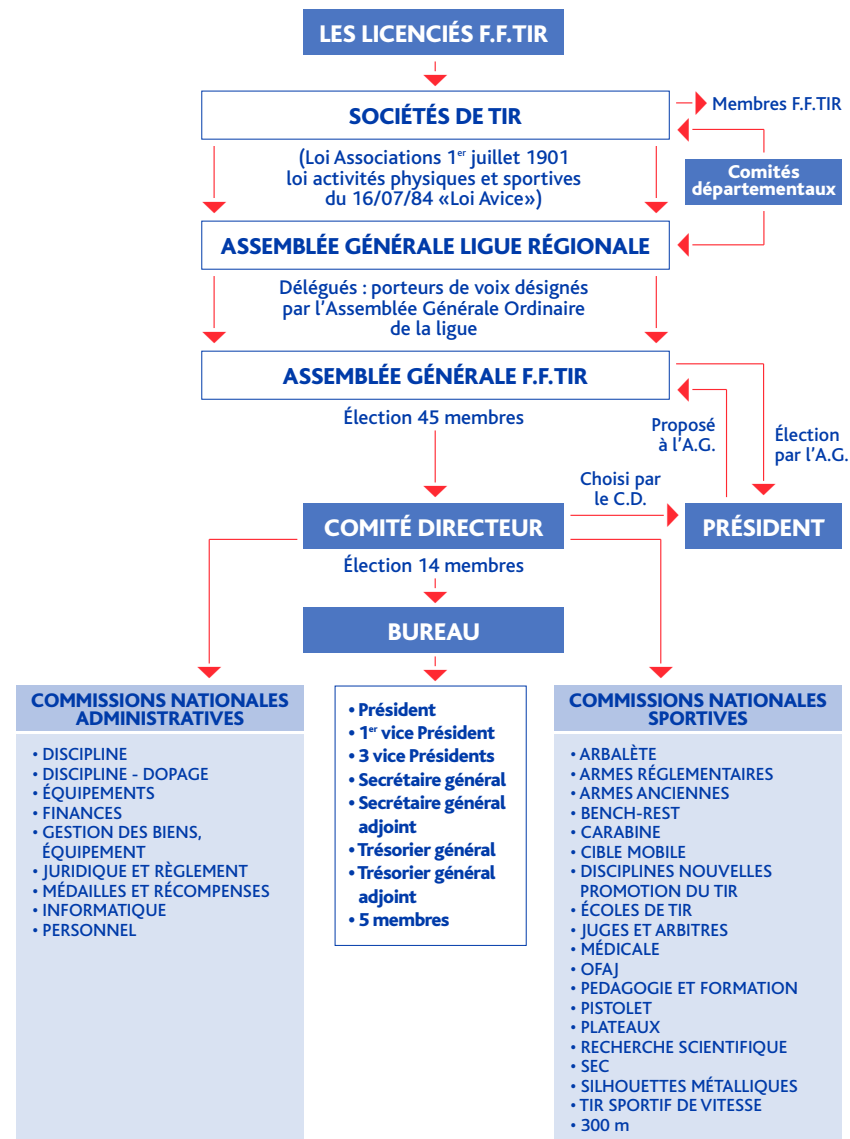 LES LICENCIÉS F.F.TIR
SOCIÉTÉS DE TIR
Membres F.F.TIR
(Loi Associations 1er juillet 1901
loi activités physiques et sportives
du 16/07/84 «Loi Avice»)
Comités
départementaux
ASSEMBLÉE GÉNÉRALE LIGUE RÉGIONALE
Délégués : porteurs de voix désignés
par l'Assemblée Générale Ordinaire
de la ligue
ASSEMBLÉE GÉNÉRALE F.F.TIR
Élection 45 membres
Proposé
à l'A.G.
Élection
par l'A.G.
Choisi par
le C.D.
COMITÉ DIRECTEUR
PRÉSIDENT
Élection 14 membres
BUREAU
COMMISSIONS NATIONALES
ADMINISTRATIVES
• DISCIPLINE
• DISCIPLINE - DOPAGE
• ÉQUIPEMENTS
• FINANCES
• GESTION DES BIENS,
ÉQUIPEMENT
• JURIDIQUE ET RÈGLEMENT
• MÉDAILLES ET RÉCOMPENSES
• INFORMATIQUE
• PERSONNEL
• Président
• 1er vice Président
• 3 vice Présidents
• Secrétaire général
• Secrétaire général
adjoint
• Trésorier général
• Trésorier général
adjoint
• 5 membres
COMMISSIONS NATIONALES
SPORTIVES
• ARBALÈTE
• ARMES RÉGLEMENTAIRES
• ARMES ANCIENNES
• BENCH-REST
• CARABINE
• CIBLE MOBILE
• DISCIPLINES NOUVELLES
PROMOTION DU TIR
• ÉCOLES DE TIR
• JUGES ET ARBITRES
• MÉDICALE
• OFAJ
• PEDAGOGIE ET FORMATION
• PISTOLET
• PLATEAUX
• RECHERCHE SCIENTIFIQUE
• SEC
• SILHOUETTES MÉTALLIQUES
• TIR SPORTIF DE VITESSE
• 300 m